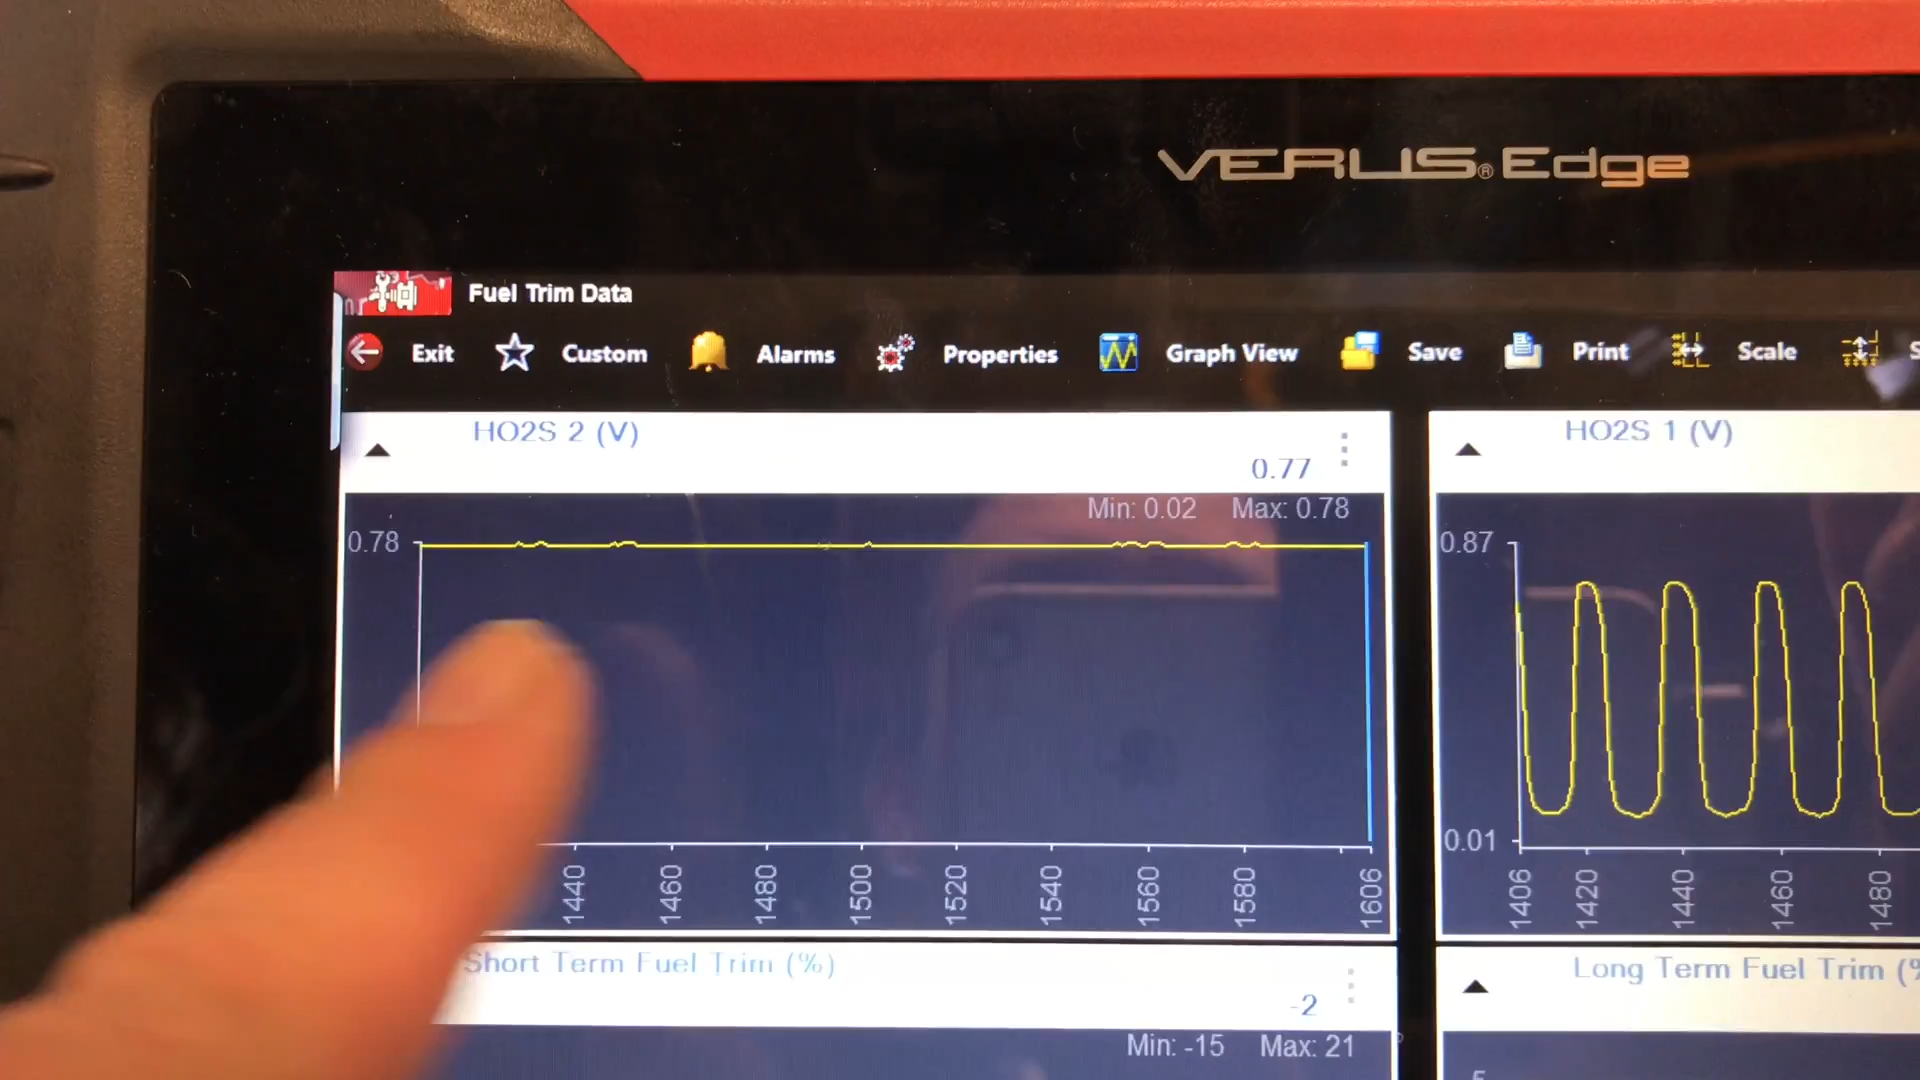 VERUS® Edge
Fuel Trim Data
Exit Custom Alarms Properties Graph View Save Print Scale
HO2S 2 (V)
0.77
Min: 0.02 Max: 0.78
0.78
1440 1460 1480 1500 1520 1540 1560 1580 1606
HO2S 1 (V)
0.87
0.01
1406 1420 1440 1460 1480
Short Term Fuel Trim (%)
-2
Min: -15 Max: 21
Long Term Fuel Trim (%